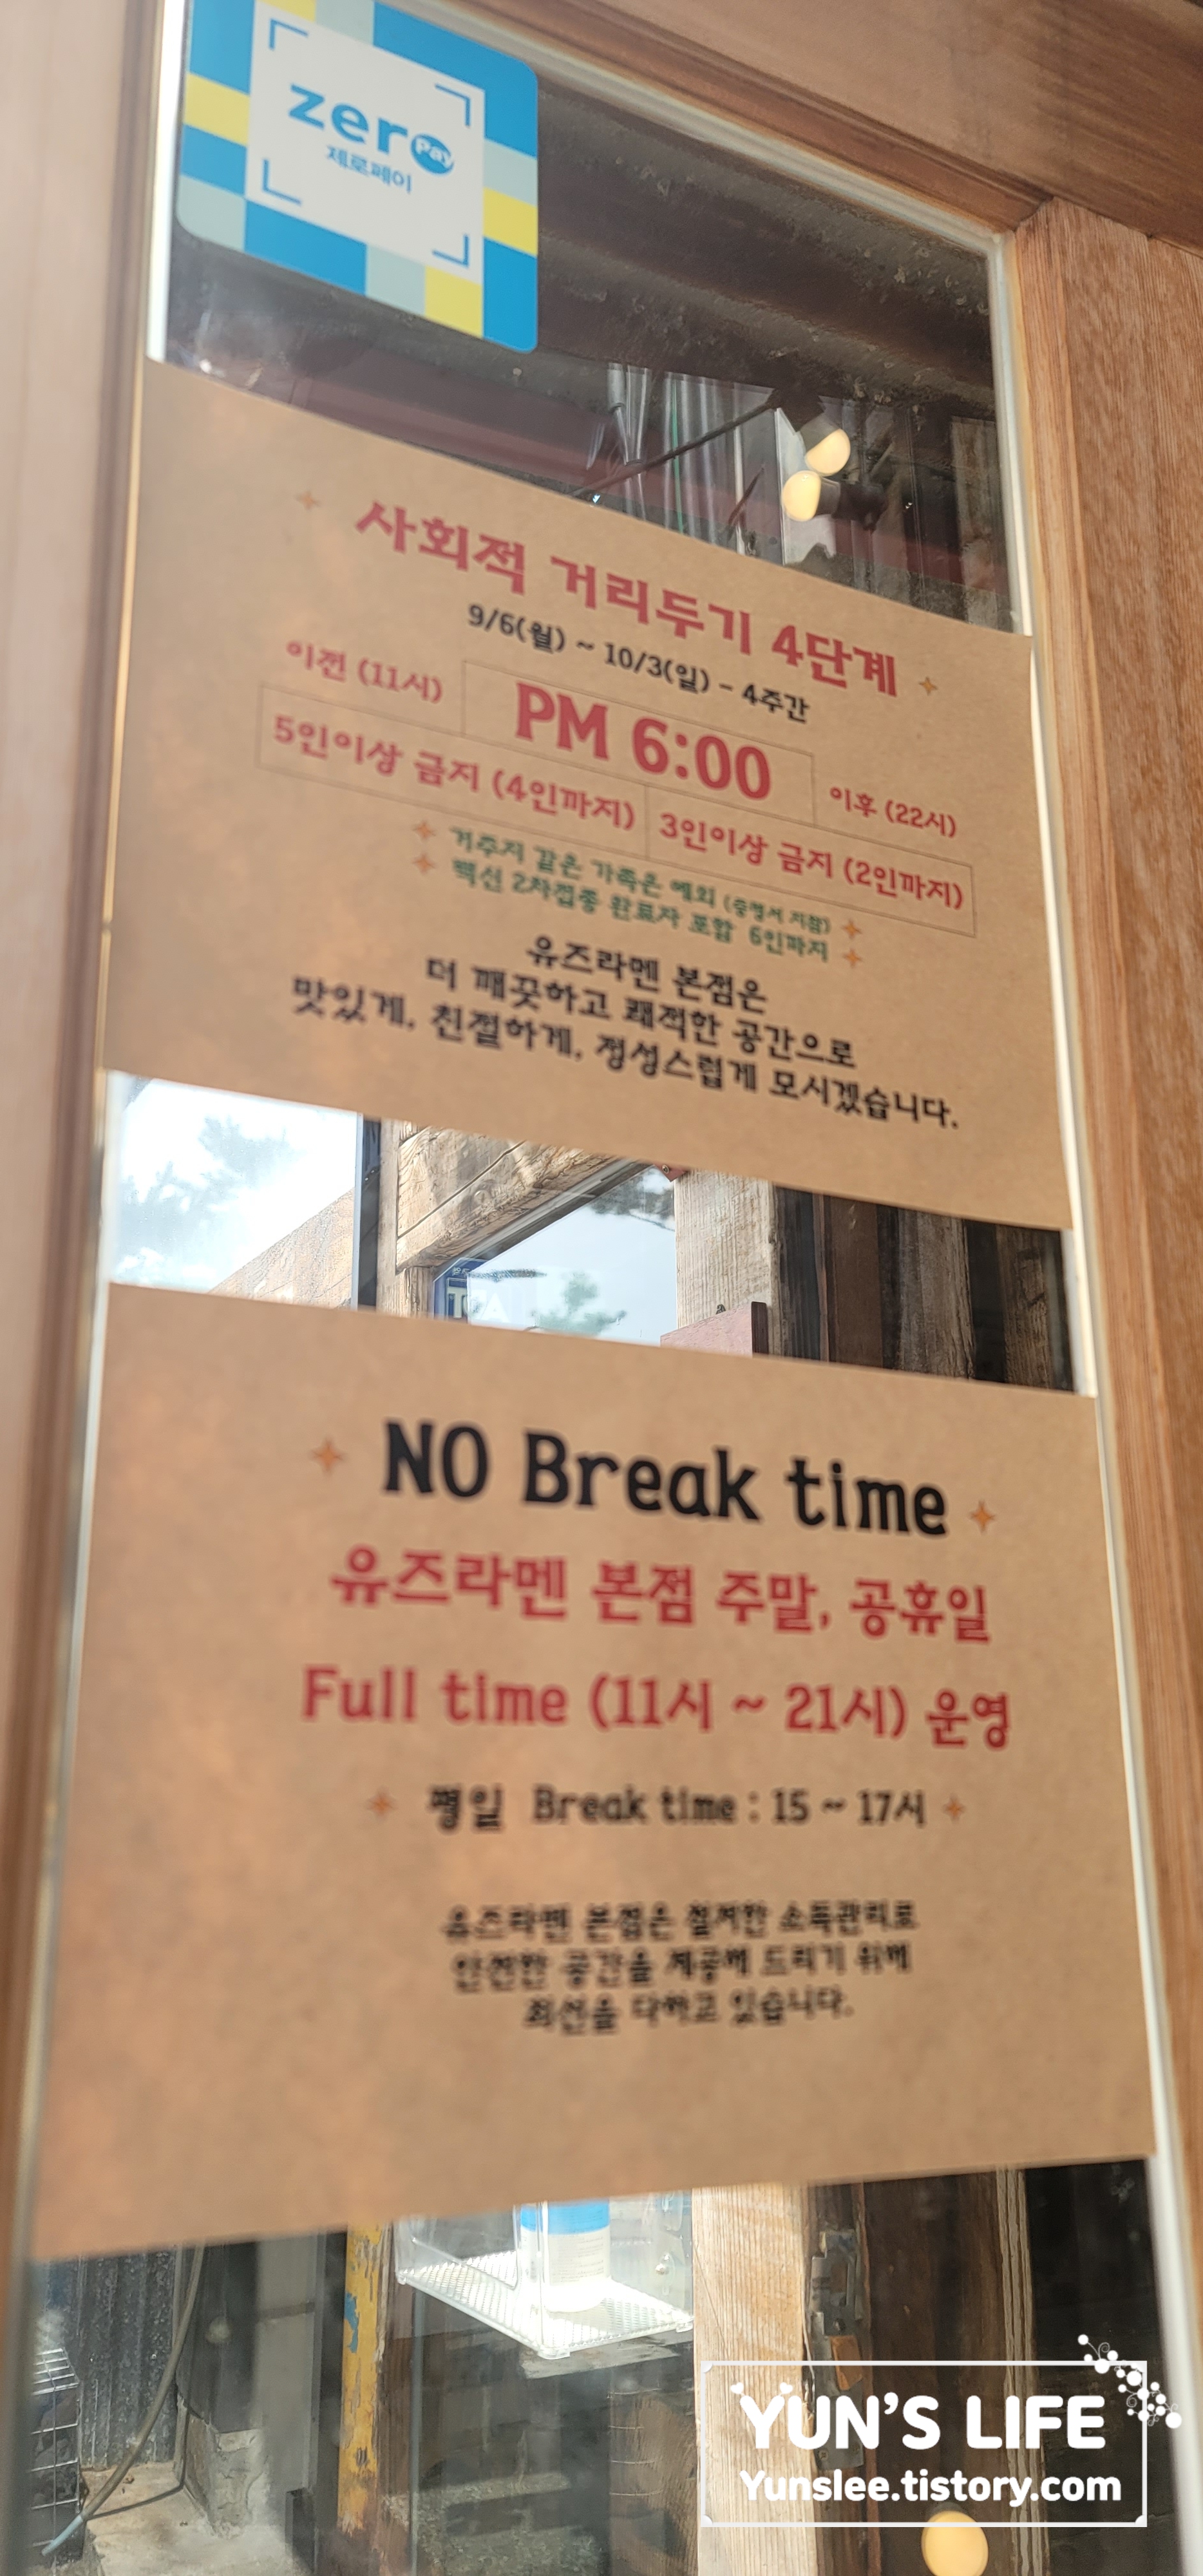 zero Pay
제로페이
사회적 거리두기 4단계
9/6(월) ~ 10/3(일) - 4주간
이전 (11시) PM 6:00 이후 (22시)
5인이상 금지 (4인까지) 3인이상 금지 (2인까지)
거주지 같은 가족은 예외 (증명서 지참)
백신 2차접종 완료자 포함 6인까지
유즈라멘 본점은
더 깨끗하고 쾌적한 공간으로
맛있게, 친절하게, 정성스럽게 모시겠습니다.
NO Break time
유즈라멘 본점 주말, 공휴일
Full time (11시 ~ 21시) 운영
평일 Break time : 15 ~ 17시
유즈라멘 본점은 철저한 소독관리로
안전한 공간을 제공해 드리기 위해
최선을 다하고 있습니다.
YUN'S LIFE
Yunslee.tistory.com